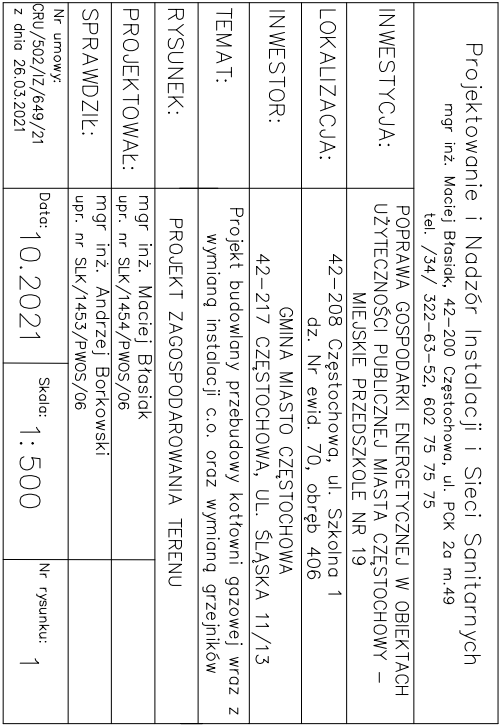 Projektowanie i Nadzór Instalacji i Sieci Sanitarnych
mgr inż. Maciej Błasiak, 42-200 Częstochowa, ul. PCK 2a m.49
tel. /34/ 322-63-52, 602 75 75 75
INWESTYCJA:
POPRAWA GOSPODARKI ENERGETYCZNEJ W OBIEKTACH
UŻYTECZNOŚCI PUBLICZNEJ MIASTA CZĘSTOCHOWY –
MIEJSKIE PRZEDSZKOLE NR 19
LOKALIZACJA:
42-208 Częstochowa, ul. Szkolna 1
dz. Nr ewid. 70, obręb 406
INWESTOR:
GMINA MIASTO CZĘSTOCHOWA
42-217 CZĘSTOCHOWA, UL. ŚLĄSKA 11/13
TEMAT:
Projekt budowlany przebudowy kotłowni gazowej wraz z
wymianą instalacji c.o. oraz wymianą grzejników
RYSUNEK:
PROJEKT ZAGOSPODAROWANIA TERENU
PROJEKTOWAŁ:
mgr inż. Maciej Błasiak
upr. nr SLK/1454/PWOS/06
SPRAWDZIŁ:
mgr inż. Andrzej Borkowski
upr. nr SLK/1453/PWOS/06
Nr umowy:
CRU/502/IZ/649/21
z dnia 26.03.2021
Data: 10.2021
Skala: 1:500
Nr rysunku: 1